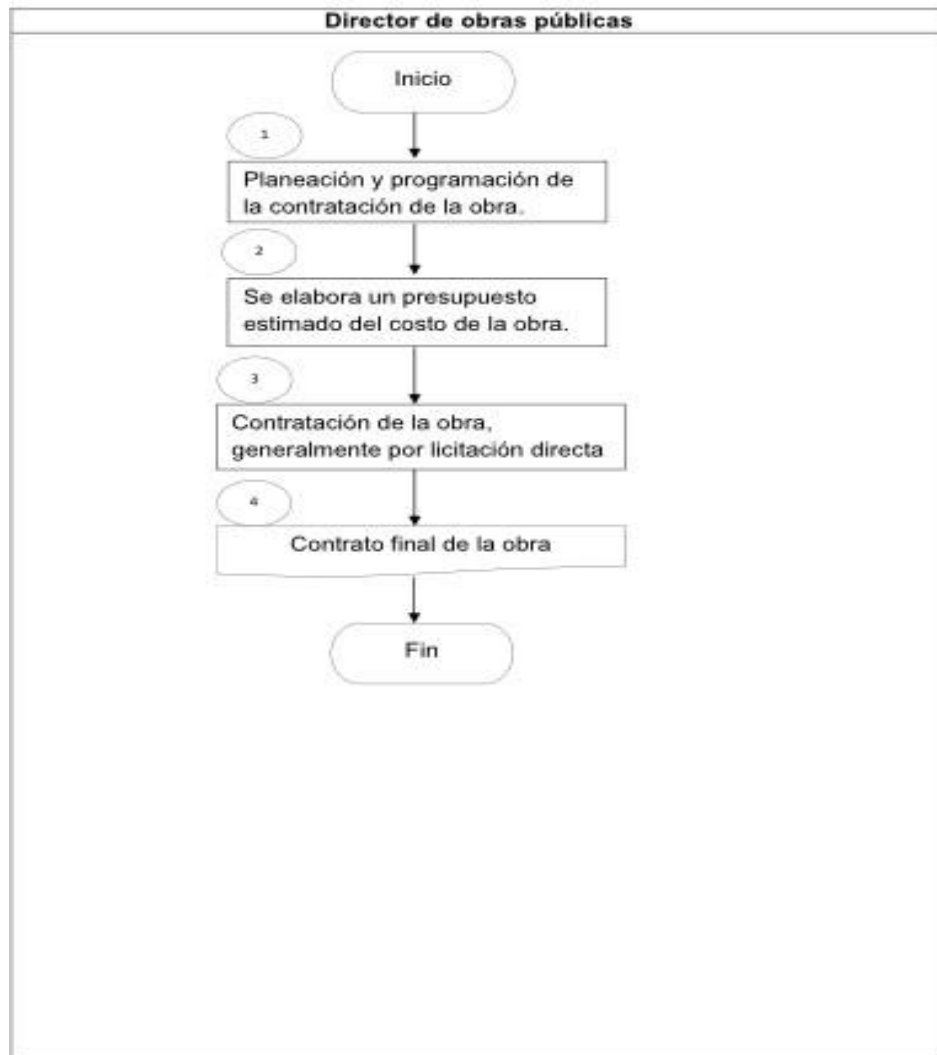 Director de obras públicas
Inicio
1
Planeación y programación de
la contratación de la obra.
2
Se elabora un presupuesto
estimado del costo de la obra.
3
Contratación de la obra,
generalmente por licitación directa
4
Contrato final de la obra
Fin